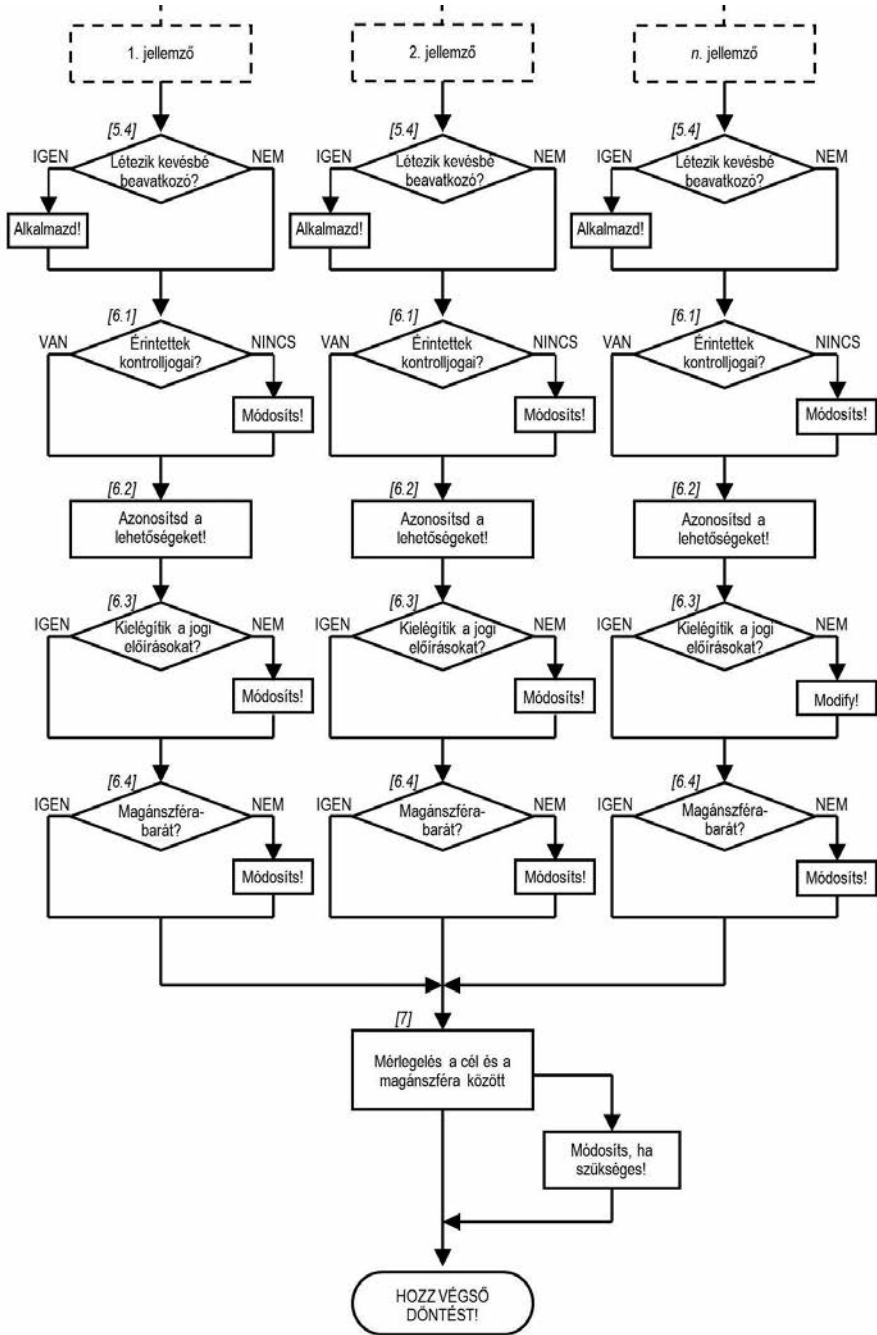 1. jellemző
2. jellemző
n. jellemző
[5.4]
[5.4]
[5.4]
IGEN
Létezik kevésbé
beavatkozó?
NEM
IGEN
Létezik kevésbé
beavatkozó?
NEM
IGEN
Létezik kevésbé
beavatkozó?
NEM
Alkalmazd!
Alkalmazd!
Alkalmazd!
[6.1]
[6.1]
[6.1]
VAN
Érintettek
kontrolljogai?
NINCS
VAN
Érintettek
kontrolljogai?
NINCS
VAN
Érintettek
kontrolljogai?
NINCS
Módosíts!
Módosíts!
Módosíts!
[6.2]
[6.2]
[6.2]
Azonosítsd a
lehetőségeket!
Azonosítsd a
lehetőségeket!
Azonosítsd a
lehetőségeket!
[6.3]
[6.3]
[6.3]
IGEN
Kielégítik a jogi
előírásokat?
NEM
IGEN
Kielégítik a jogi
előírásokat?
NEM
IGEN
Kielégítik a jogi
előírásokat?
NEM
Módosíts!
Módosíts!
Modify!
[6.4]
[6.4]
[6.4]
IGEN
Magánszféra-
barát?
NEM
IGEN
Magánszféra-
barát?
NEM
IGEN
Magánszféra-
barát?
NEM
Módosíts!
Módosíts!
Módosíts!
[7]
Mérlegelés a cél és a
magánszféra között
Módosíts, ha
szükséges!
HOZZ VÉGSŐ
DÖNTÉST!